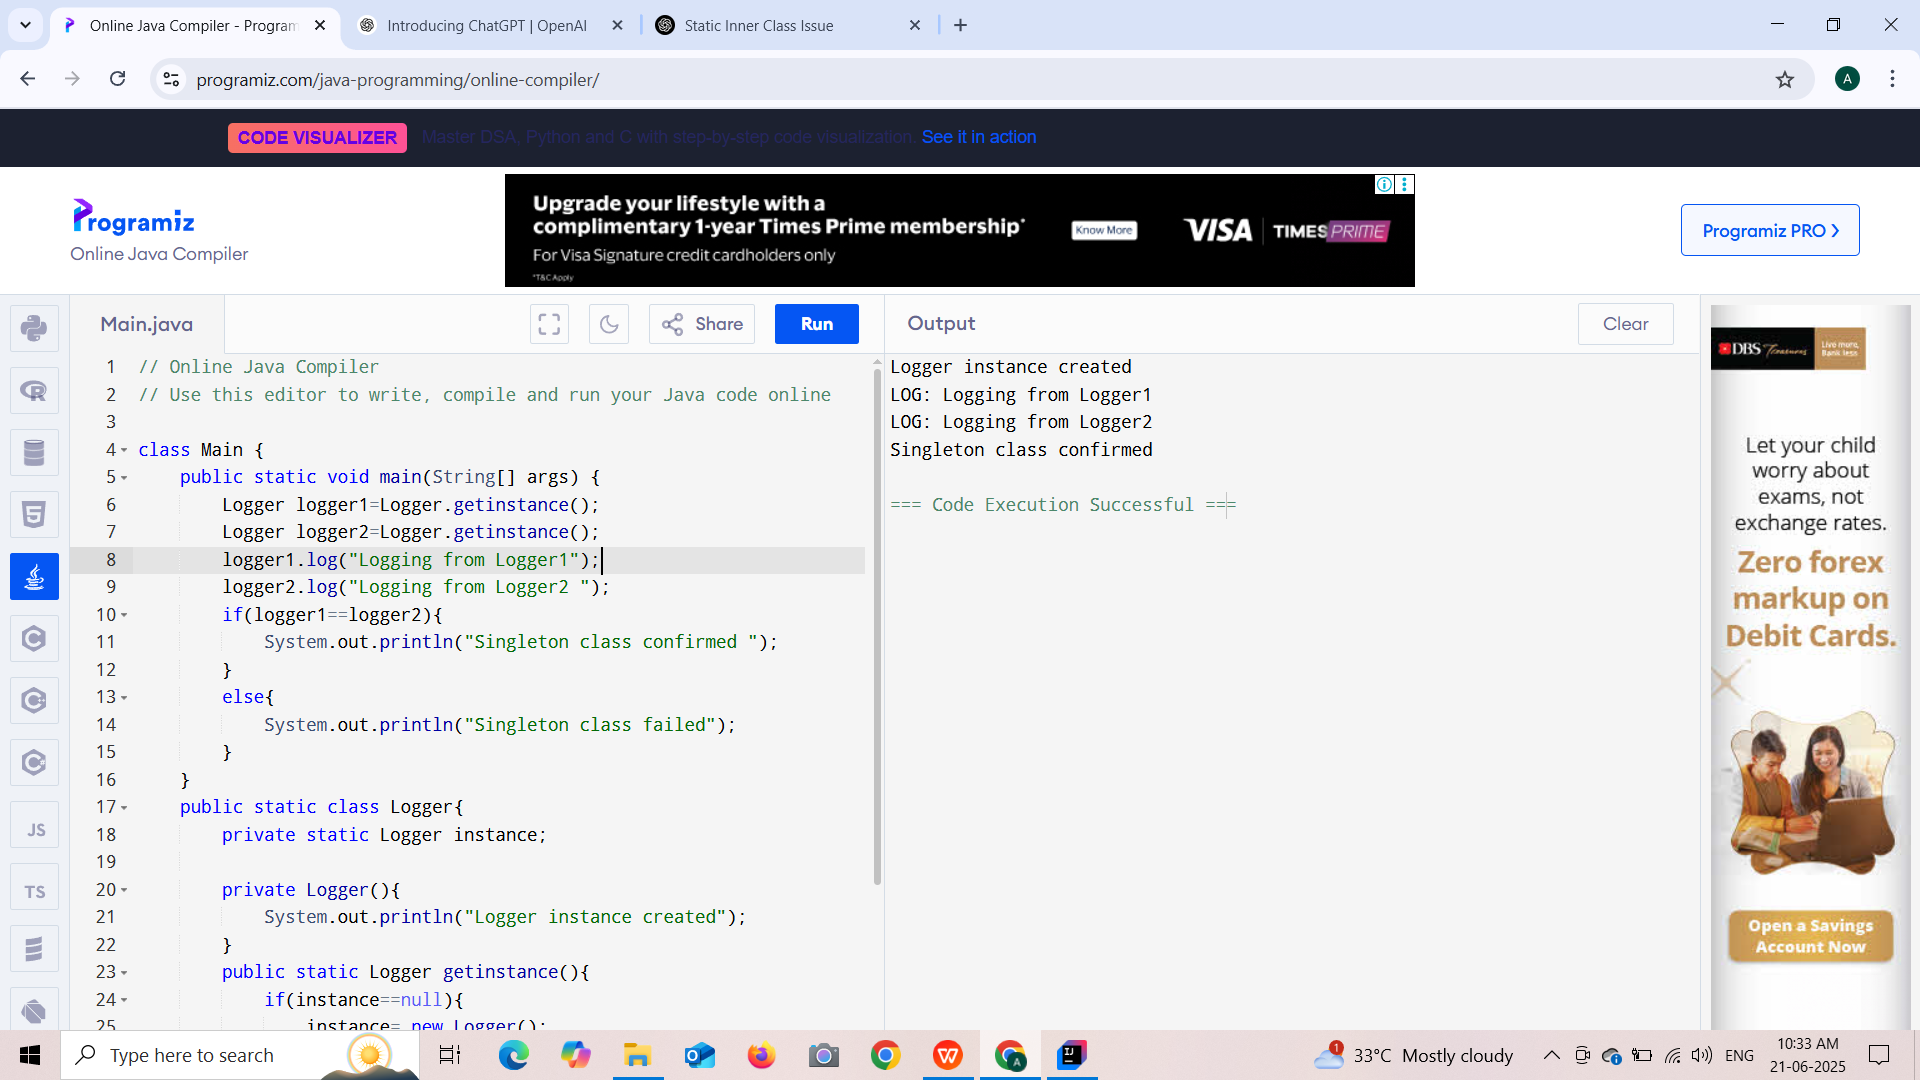 Online Java Compiler - Program
Introducing ChatGPT | OpenAI
Static Inner Class Issue
programiz.com/java-programming/online-compiler/
A
CODE VISUALIZER Master DSA, Python and C with step-by-step code visualization. See it in action
Programiz
Online Java Compiler
Upgrade your lifestyle with a
complimentary 1-year Times Prime membership*
For Visa Signature credit cardholders only
*T&C Apply
Know More
VISA | TIMES PRIME
Programiz PRO >
Main.java
Share
Run
Output
Clear
1 // Online Java Compiler
2 // Use this editor to write, compile and run your Java code online
3
4 class Main {
5 public static void main(String[] args) {
6 Logger logger1=Logger.getinstance();
7 Logger logger2=Logger.getinstance();
8 logger1.log("Logging from Logger1");
9 logger2.log("Logging from Logger2 ");
10 if(logger1==logger2){
11 System.out.println("Singleton class confirmed ");
12 }
13 else{
14 System.out.println("Singleton class failed");
15 }
16 }
17 public static class Logger{
18 private static Logger instance;
19
20 private Logger(){
21 System.out.println("Logger instance created");
22 }
23 public static Logger getinstance(){
24 if(instance==null){
25 instance= new Logger();
Logger instance created
LOG: Logging from Logger1
LOG: Logging from Logger2
Singleton class confirmed
=== Code Execution Successful ===
JS
TS
DBS Treasures
Live more,
Bank less
Let your child
worry about
exams, not
exchange rates.
Zero forex
markup on
Debit Cards.
Open a Savings
Account Now
Type here to search
1
33°C Mostly cloudy
ENG
10:33 AM
21-06-2025